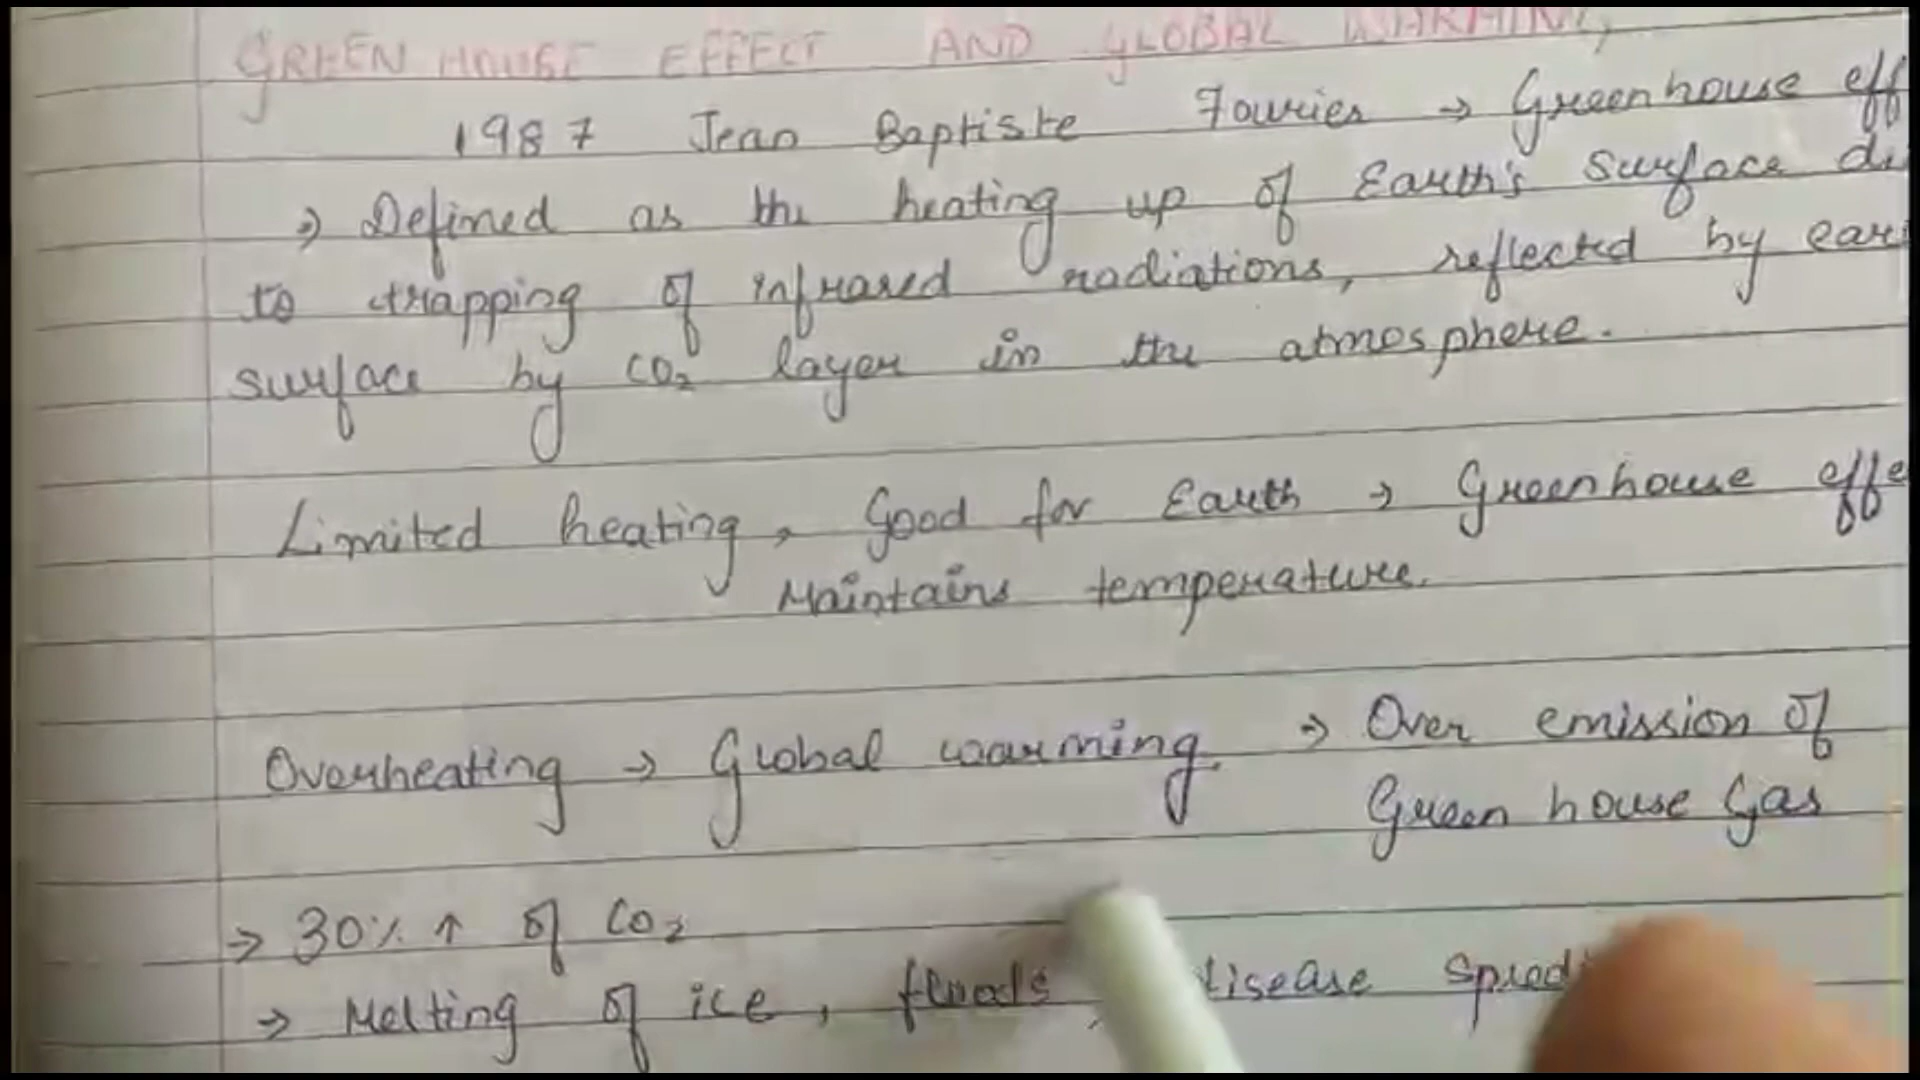 GREEN HOUSE EFFECT AND GLOBAL WARMING
1987 Jean Baptiste Fourier → Greenhouse eff
→ Defined as the heating up of Earth's surface du
to trapping of infrared radiations, reflected by eart
surface by CO₂ layer in the atmosphere.
Limited heating, Good for Earth → Greenhouse effe
Maintains temperature.
Overheating → Global warming. → Over emission of
Green house Gas
→ 30% ↑ of CO₂
→ Melting of ice, floods, disease